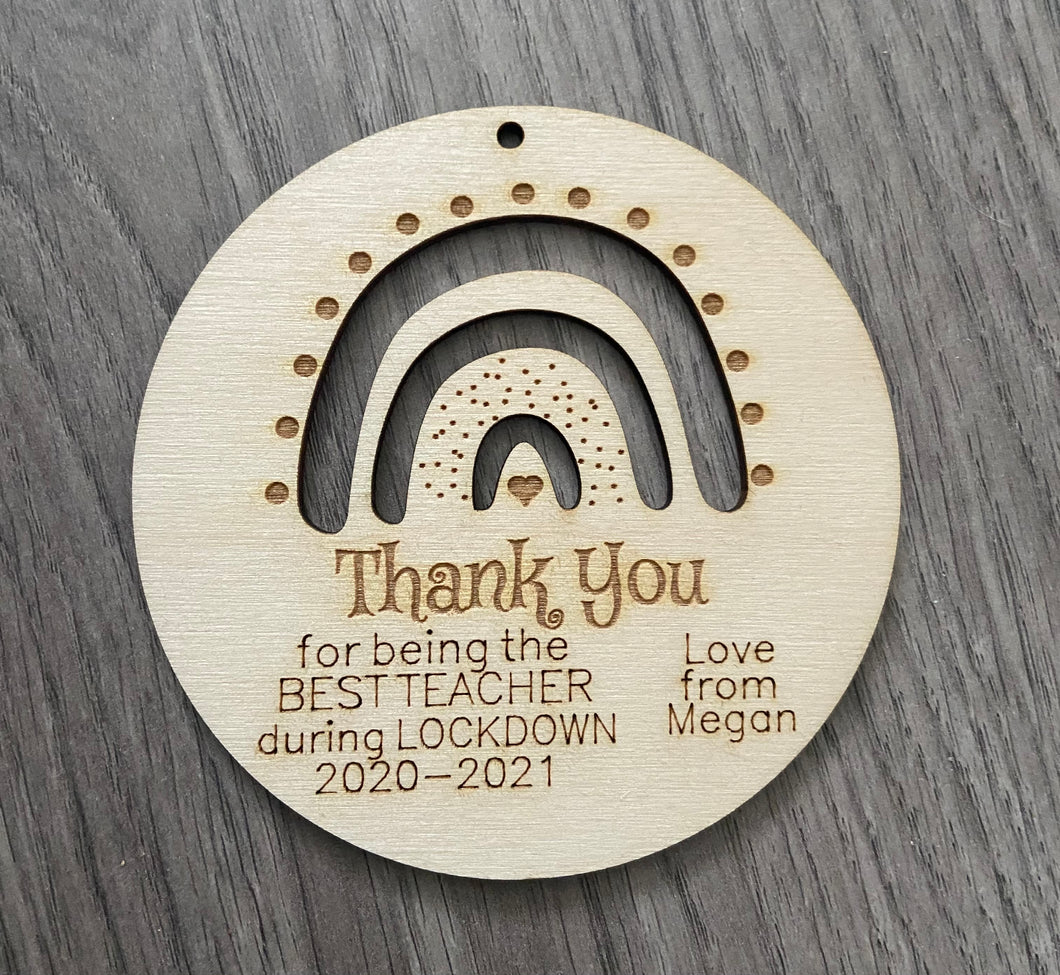 Thank You
for being the
BEST TEACHER
during LOCKDOWN
2020-2021
Love
from
Megan